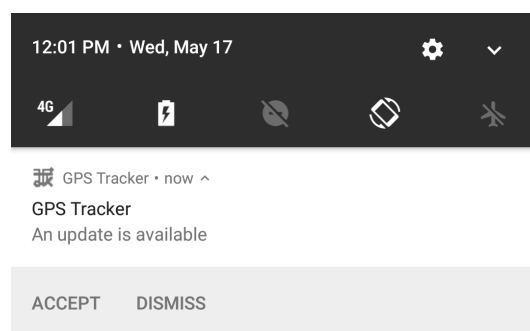 12:01 PM • Wed, May 17
4G
GPS Tracker • now
GPS Tracker
An update is available
ACCEPT DISMISS